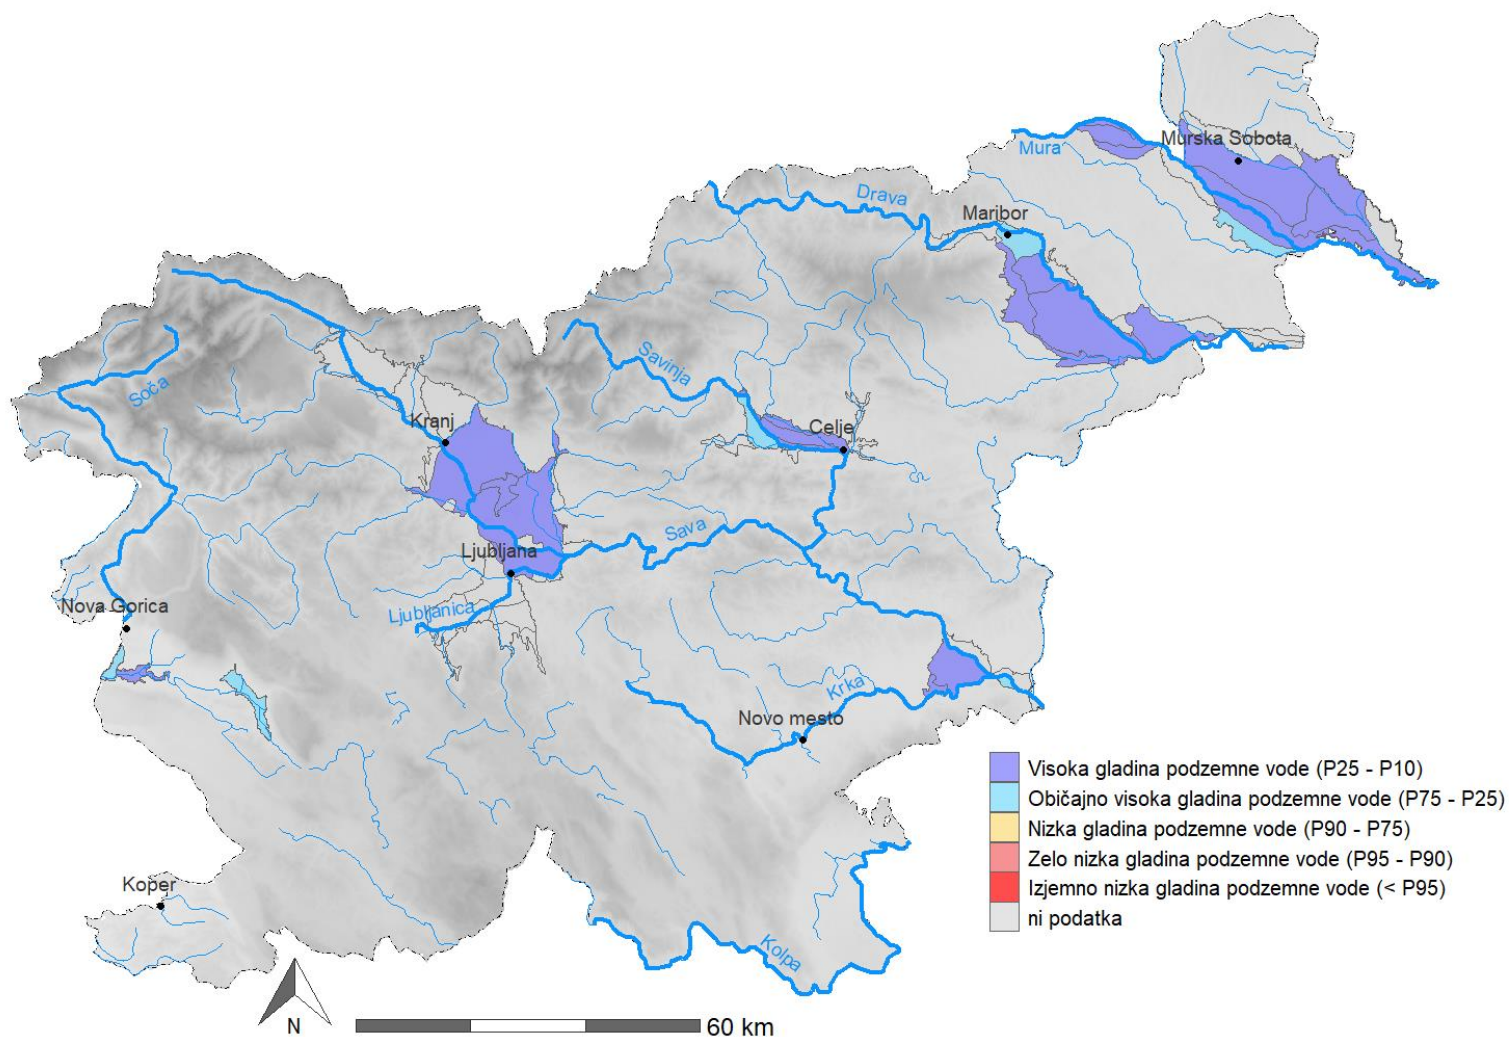 Mura
Murska Sobota
Drava
Maribor
Soča
Savinja
Kranj
Celje
Sava
Ljubljana
Ljubljanica
Nova Gorica
Krka
Novo mesto
Koper
Kolpa
Visoka gladina podzemne vode (P25 - P10)
Običajno visoka gladina podzemne vode (P75 - P25)
Nizka gladina podzemne vode (P90 - P75)
Zelo nizka gladina podzemne vode (P95 - P90)
Izjemno nizka gladina podzemne vode (< P95)
ni podatka
N
60 km